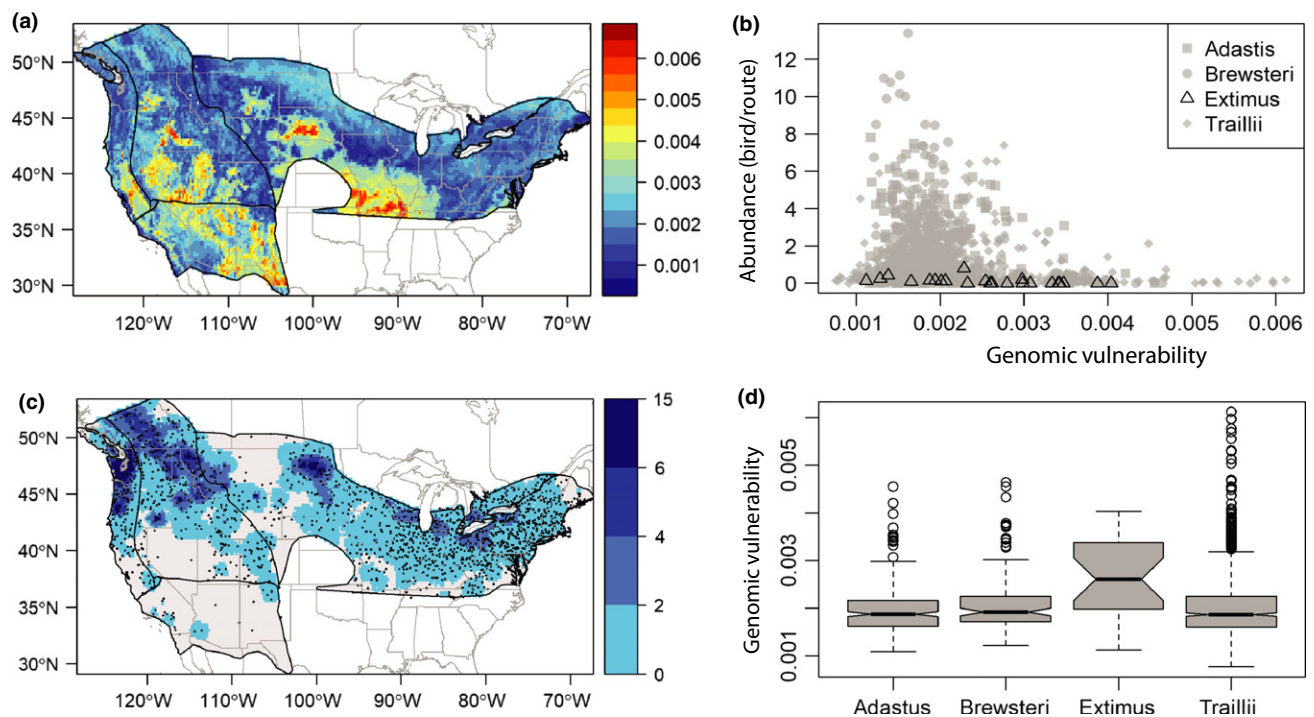 (a)
50°N
45°N
40°N
35°N
30°N
120°W
110°W
100°W
90°W
80°W
70°W
0.006
0.005
0.004
0.003
0.002
0.001
(b)
Abundance (bird/route)
12
10
8
6
4
2
0
0.001
0.002
0.003
0.004
0.005
0.006
Genomic vulnerability
Adastis
Brewsteri
Extimus
Traillii
(c)
50°N
45°N
40°N
35°N
30°N
120°W
110°W
100°W
90°W
80°W
70°W
15
6
4
2
0
(d)
Genomic vulnerability
0.005
0.003
0.001
Adastus
Brewsteri
Extimus
Traillii